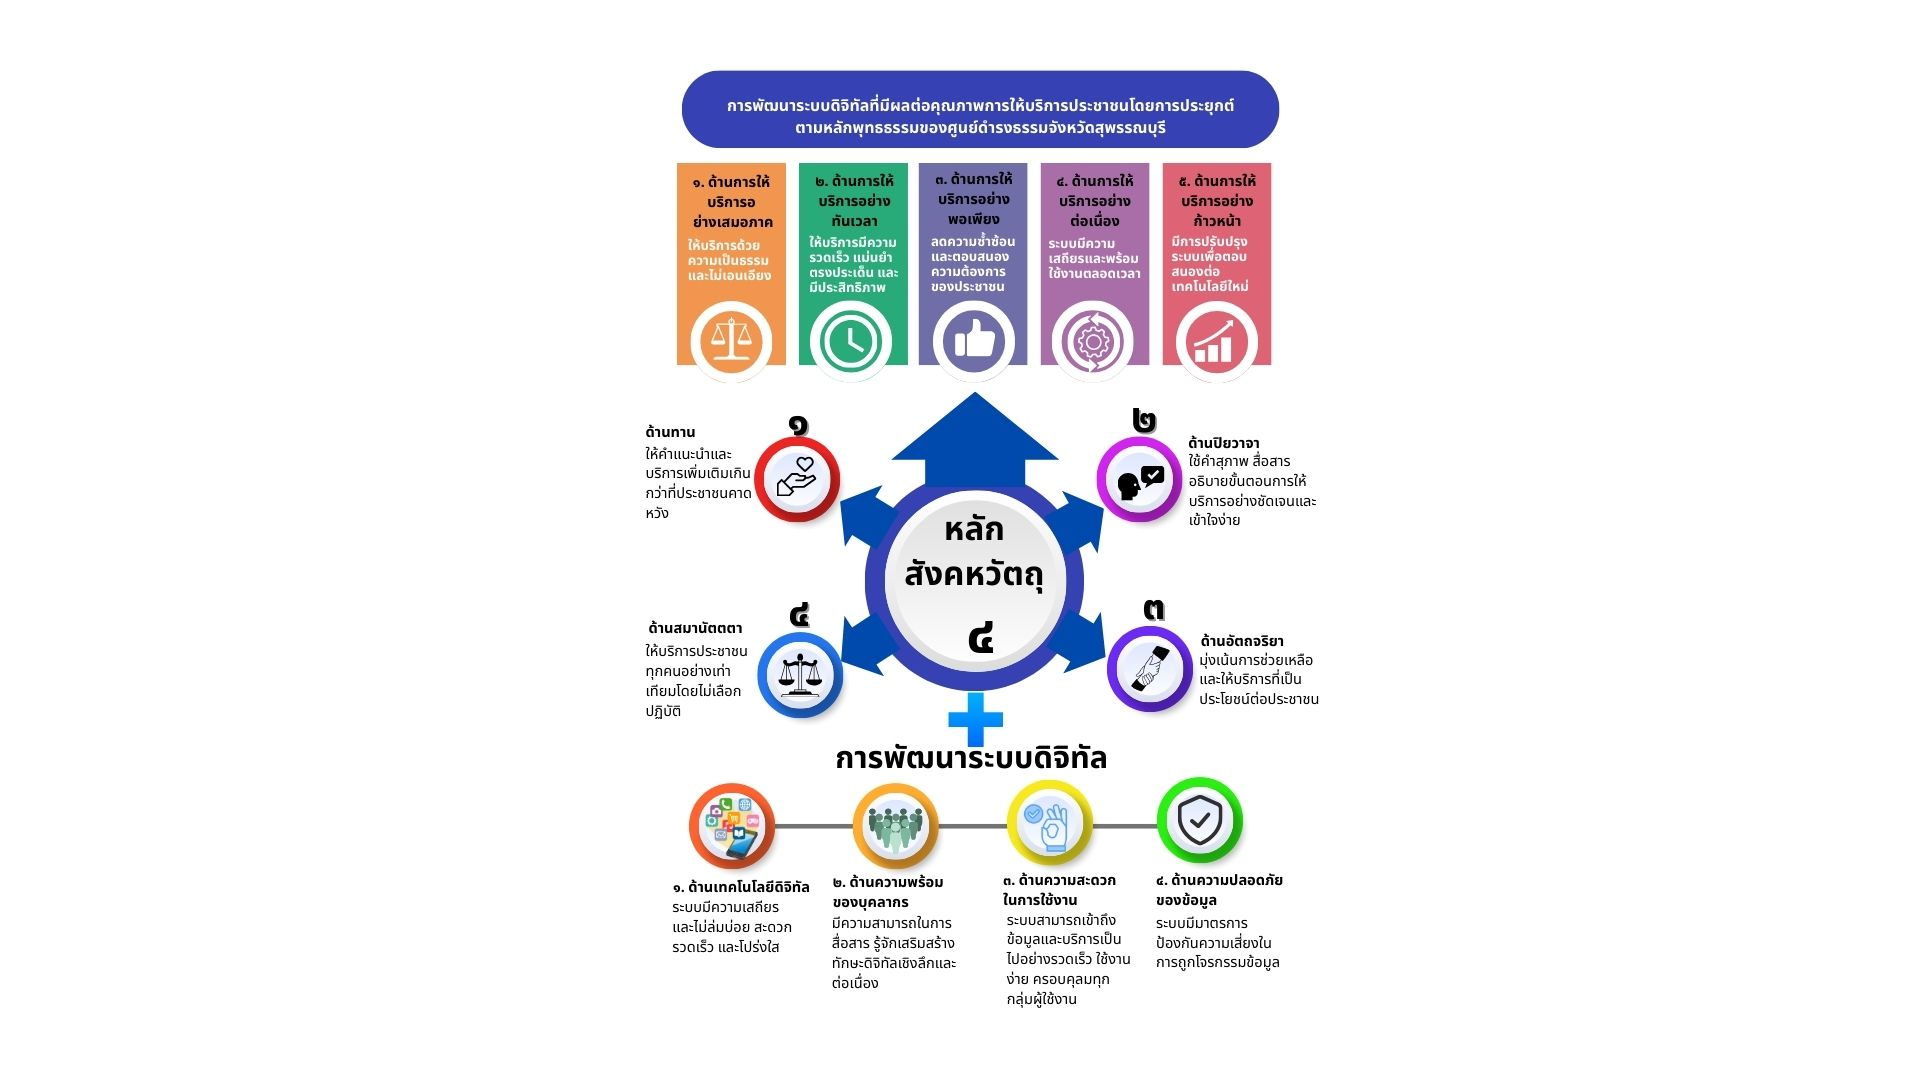 การพัฒนาระบบดิจิทัลที่มีผลต่อคุณภาพการให้บริการประชาชนโดยการประยุกต์
ตามหลักพุทธธรรมของศูนย์ดำรงธรรมจังหวัดสุพรรณบุรี
๑. ด้านการให้
บริการอ
ย่างเสมอภาค
ให้บริการด้วย
ความเป็นธรรม
และไม่เอนเอียง
๒. ด้านการให้
บริการอย่าง
ทันเวลา
ให้บริการมีความ
รวดเร็ว แม่นยำ
ตรงประเด็น และ
มีประสิทธิภาพ
๓. ด้านการให้
บริการอย่าง
พอเพียง
ลดความซ้ำซ้อน
และตอบสนอง
ความต้องการ
ของประชาชน
๔. ด้านการให้
บริการอย่าง
ต่อเนื่อง
ระบบมีความ
เสถียรและพร้อม
ใช้งานตลอดเวลา
๕. ด้านการให้
บริการอย่าง
ก้าวหน้า
มีการปรับปรุง
ระบบเพื่อตอบ
สนองต่อ
เทคโนโลยีใหม่
๑
ด้านทาน
ให้คำแนะนำและ
บริการเพิ่มเติมเกิน
กว่าที่ประชาชนคาด
หวัง
๒
ด้านปิยวาจา
ใช้คำสุภาพ สื่อสาร
อธิบายขั้นตอนการให้
บริการอย่างชัดเจนและ
เข้าใจง่าย
หลัก
สังคหวัตถุ
๔
๔
ด้านสมานัตตตา
ให้บริการประชาชน
ทุกคนอย่างเท่า
เทียมโดยไม่เลือก
ปฏิบัติ
๓
ด้านอัตถจริยา
มุ่งเน้นการช่วยเหลือ
และให้บริการที่เป็น
ประโยชน์ต่อประชาชน
การพัฒนาระบบดิจิทัล
๑. ด้านเทคโนโลยีดิจิทัล
ระบบมีความเสถียร
และไม่ล่มบ่อย สะดวก
รวดเร็ว และโปร่งใส
๒. ด้านความพร้อม
ของบุคลากร
มีความสามารถในการ
สื่อสาร รู้จักเสริมสร้าง
ทักษะดิจิทัลเชิงลึกและ
ต่อเนื่อง
๓. ด้านความสะดวก
ในการใช้งาน
ระบบสามารถเข้าถึง
ข้อมูลและบริการเป็น
ไปอย่างรวดเร็ว ใช้งาน
ง่าย ครอบคุลมทุก
กลุ่มผู้ใช้งาน
๔. ด้านความปลอดภัย
ของข้อมูล
ระบบมีมาตรการ
ป้องกันความเสี่ยงใน
การถูกโจรกรรมข้อมูล